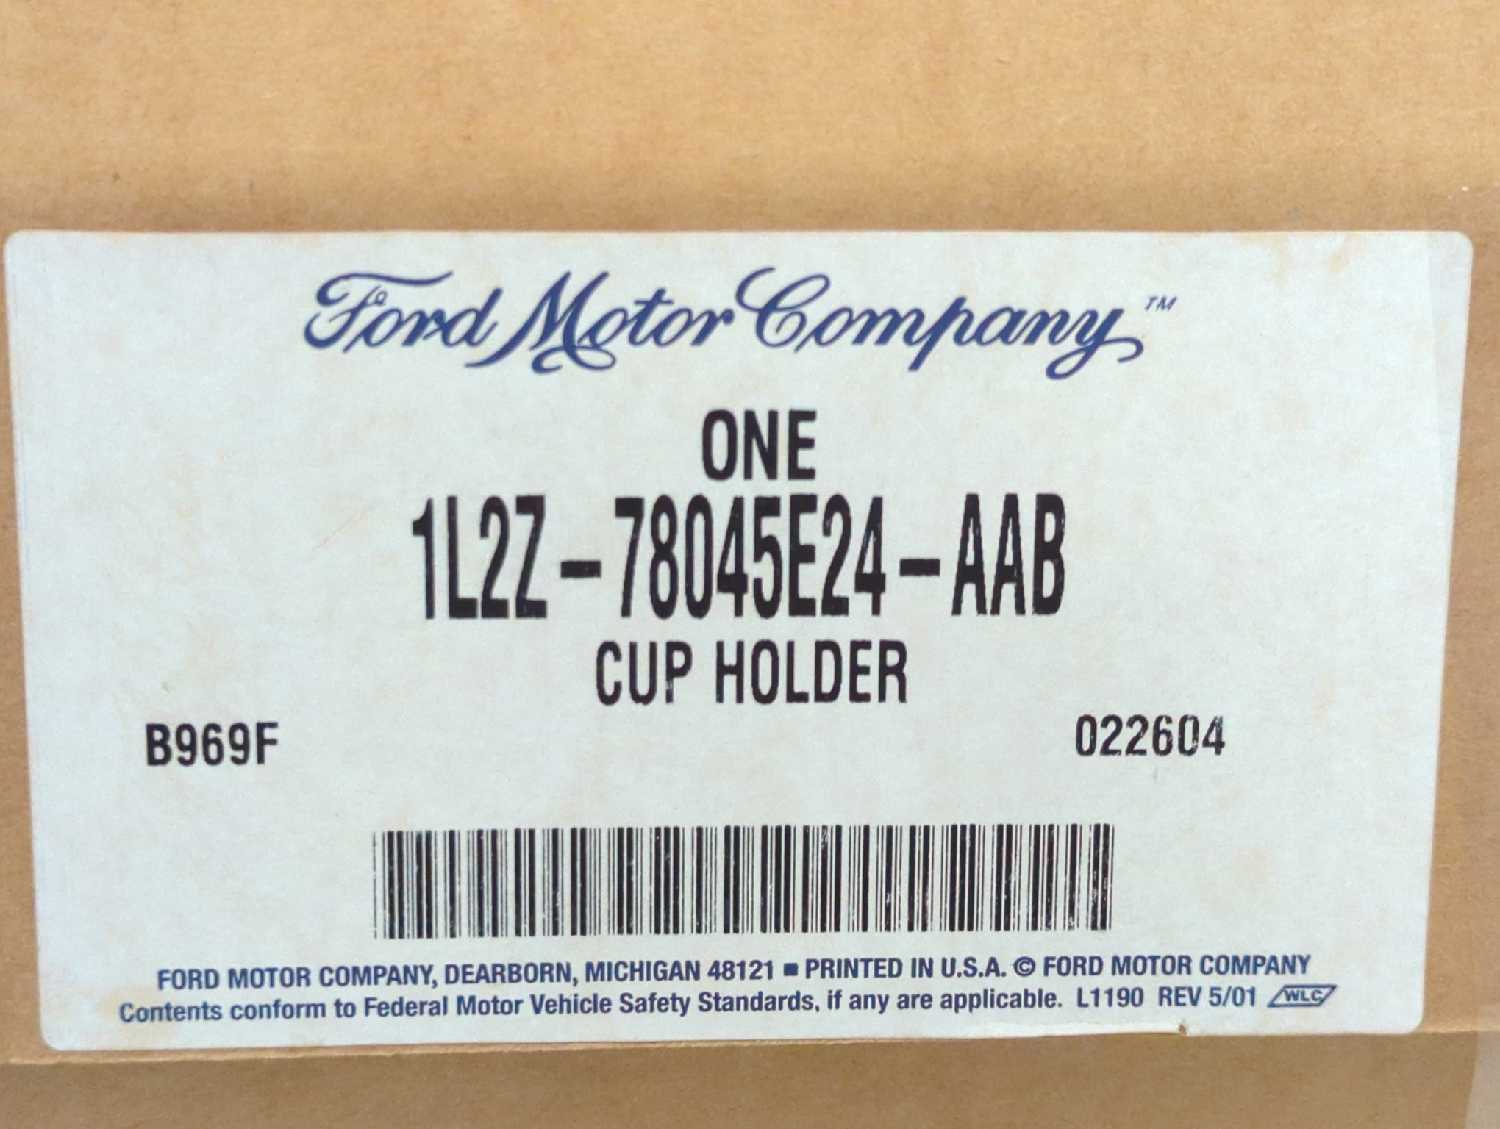 Ford Motor Company™
ONE
1L2Z-78045E24-AAB
CUP HOLDER
B969F 022604
FORD MOTOR COMPANY, DEARBORN, MICHIGAN 48121 ■ PRINTED IN U.S.A. © FORD MOTOR COMPANY
Contents conform to Federal Motor Vehicle Safety Standards, if any are applicable. L1190 REV 5/01 WLC